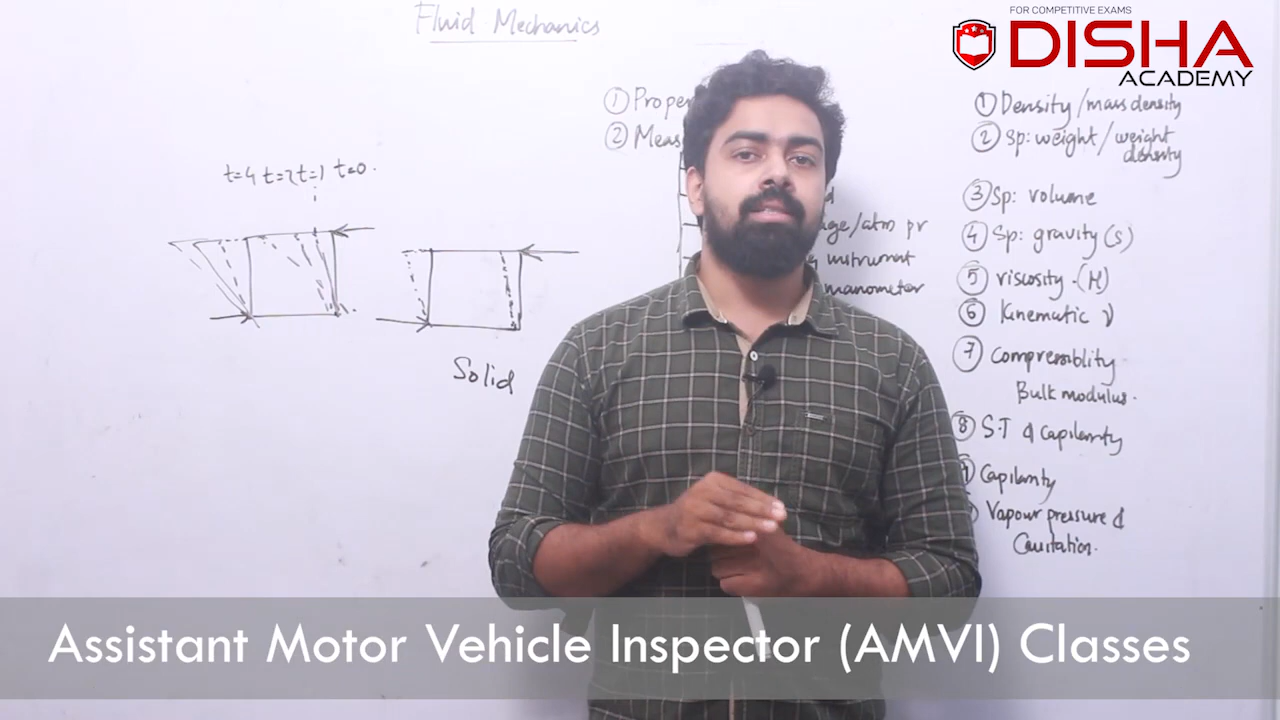 Fluid Mechanics
FOR COMPETITIVE EXAMS
DISHA
ACADEMY
① Proper
② Meas
age/atm pr
instrument
manometer
t=4 t=2 t=1 t=0.
Solid
① Density/mass density
② Sp: weight/weight
density
③ Sp: volume
④ Sp: gravity (s)
⑤ viscosity - (μ)
⑥ Kinematic ν
⑦ Compressiblity
Bulk modulus.
⑧ S.T & capilarity
Capilarity
Vapour pressure &
Cavitation.
Assistant Motor Vehicle Inspector (AMVI) Classes